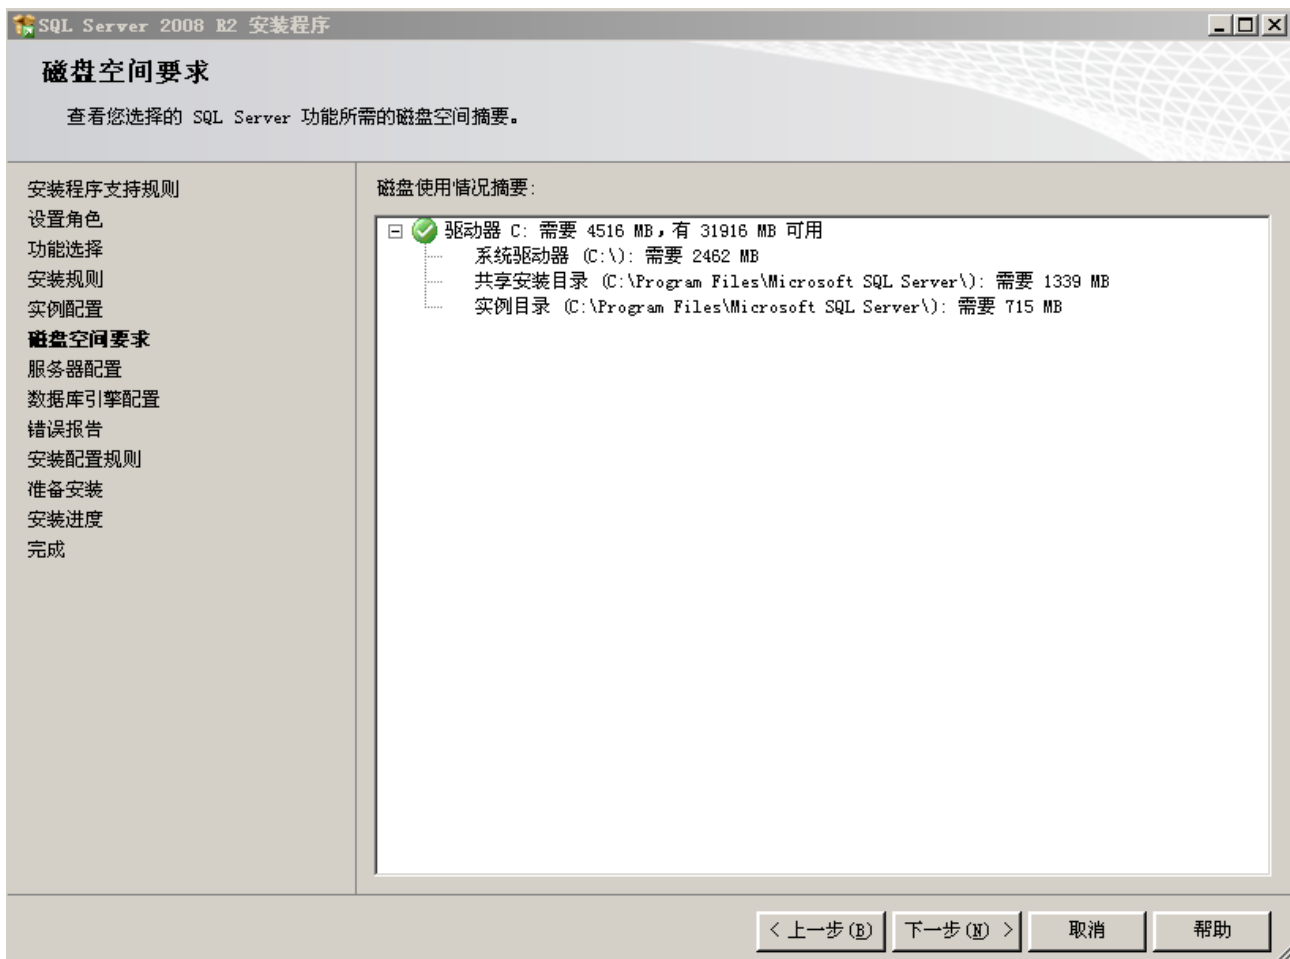 SQL Server 2008 R2 安装程序
磁盘空间要求
查看您选择的 SQL Server 功能所需的磁盘空间摘要。
安装程序支持规则
设置角色
功能选择
安装规则
实例配置
磁盘空间要求
服务器配置
数据库引擎配置
错误报告
安装配置规则
准备安装
安装进度
完成
磁盘使用情况摘要:
驱动器 C: 需要 4516 MB，有 31916 MB 可用
系统驱动器 (C:\): 需要 2462 MB
共享安装目录 (C:\Program Files\Microsoft SQL Server\): 需要 1339 MB
实例目录 (C:\Program Files\Microsoft SQL Server\): 需要 715 MB
< 上一步(B) 下一步(N) > 取消 帮助